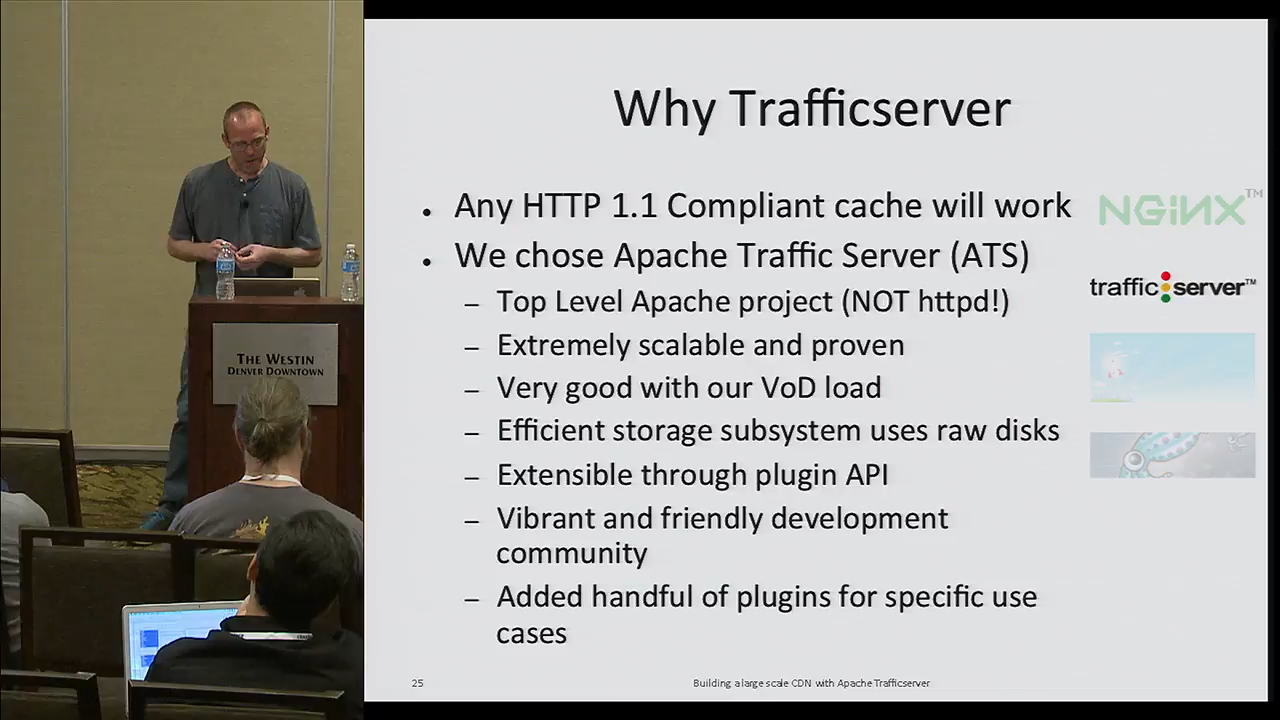 Why Trafficserver
• Any HTTP 1.1 Compliant cache will work
• We chose Apache Traffic Server (ATS)
– Top Level Apache project (NOT httpd!)
– Extremely scalable and proven
– Very good with our VoD load
– Efficient storage subsystem uses raw disks
– Extensible through plugin API
– Vibrant and friendly development
community
– Added handful of plugins for specific use
cases
NGINX™
traffic server™
25
Building a large scale CDN with Apache Trafficserver
THE WESTIN
DENVER DOWNTOWN